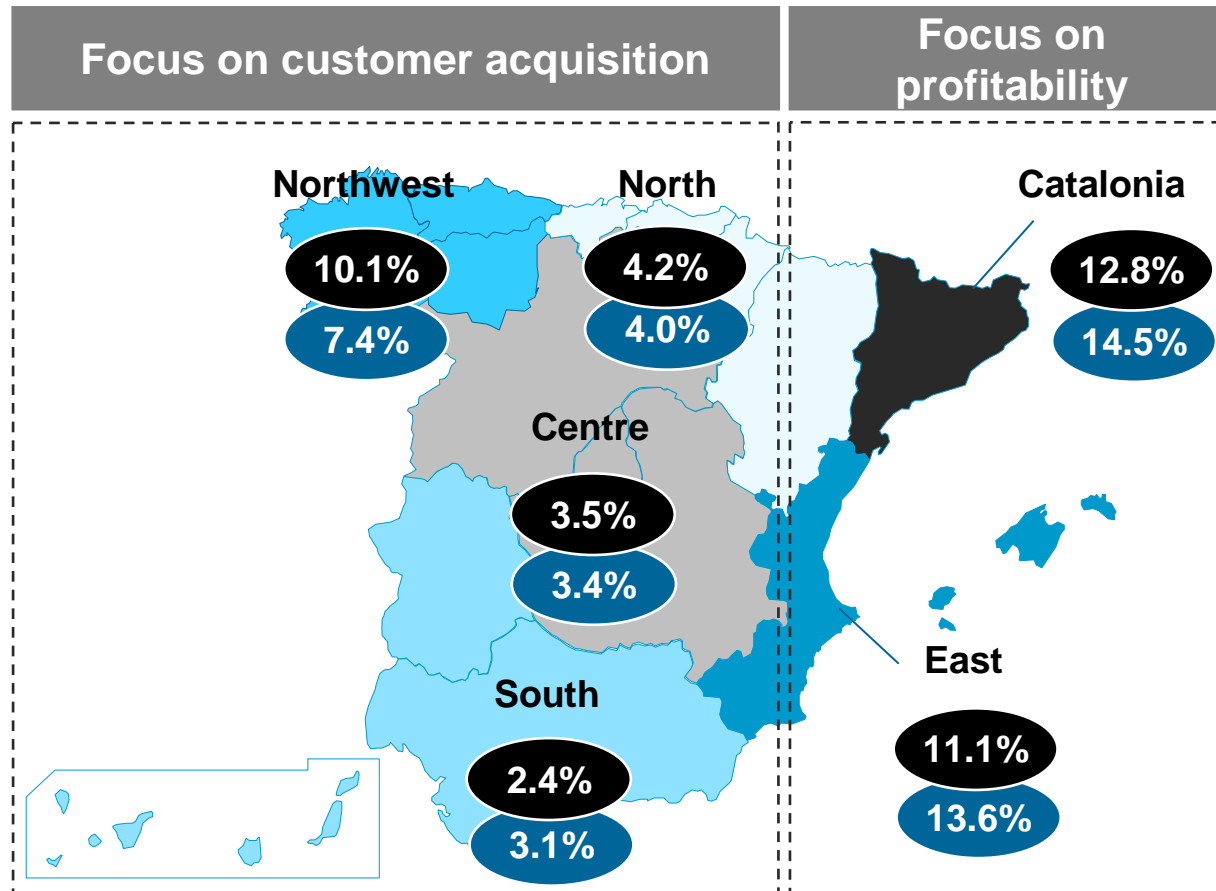 Focus on customer acquisition
Focus on
profitability
Northwest
10.1%
7.4%
North
4.2%
4.0%
Catalonia
12.8%
14.5%
Centre
3.5%
3.4%
East
11.1%
13.6%
South
2.4%
3.1%